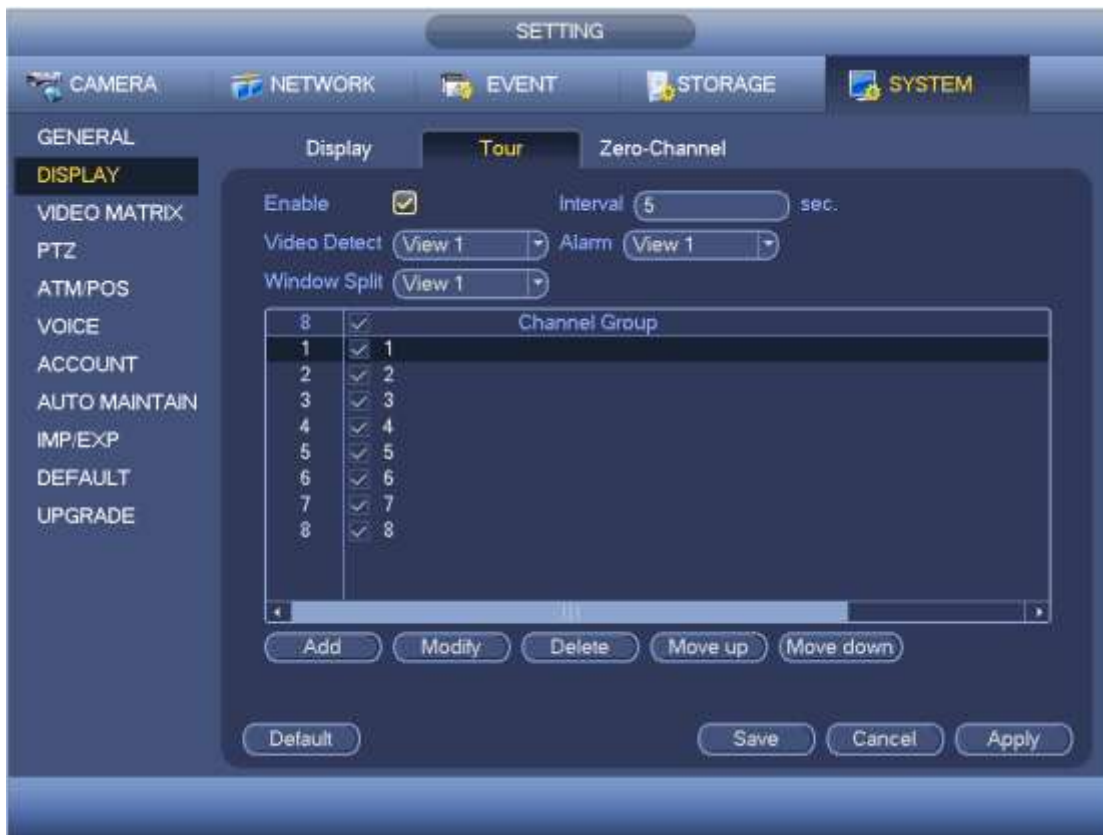 SETTING
CAMERA NETWORK EVENT STORAGE SYSTEM
GENERAL
DISPLAY
VIDEO MATRIX
PTZ
ATM/POS
VOICE
ACCOUNT
AUTO MAINTAIN
IMP/EXP
DEFAULT
UPGRADE
Display Tour Zero-Channel
Enable Interval 5 sec.
Video Detect View 1 Alarm View 1
Window Split View 1
8 Channel Group
1 1
2 2
3 3
4 4
5 5
6 6
7 7
8 8
Add Modify Delete Move up Move down
Default Save Cancel Apply